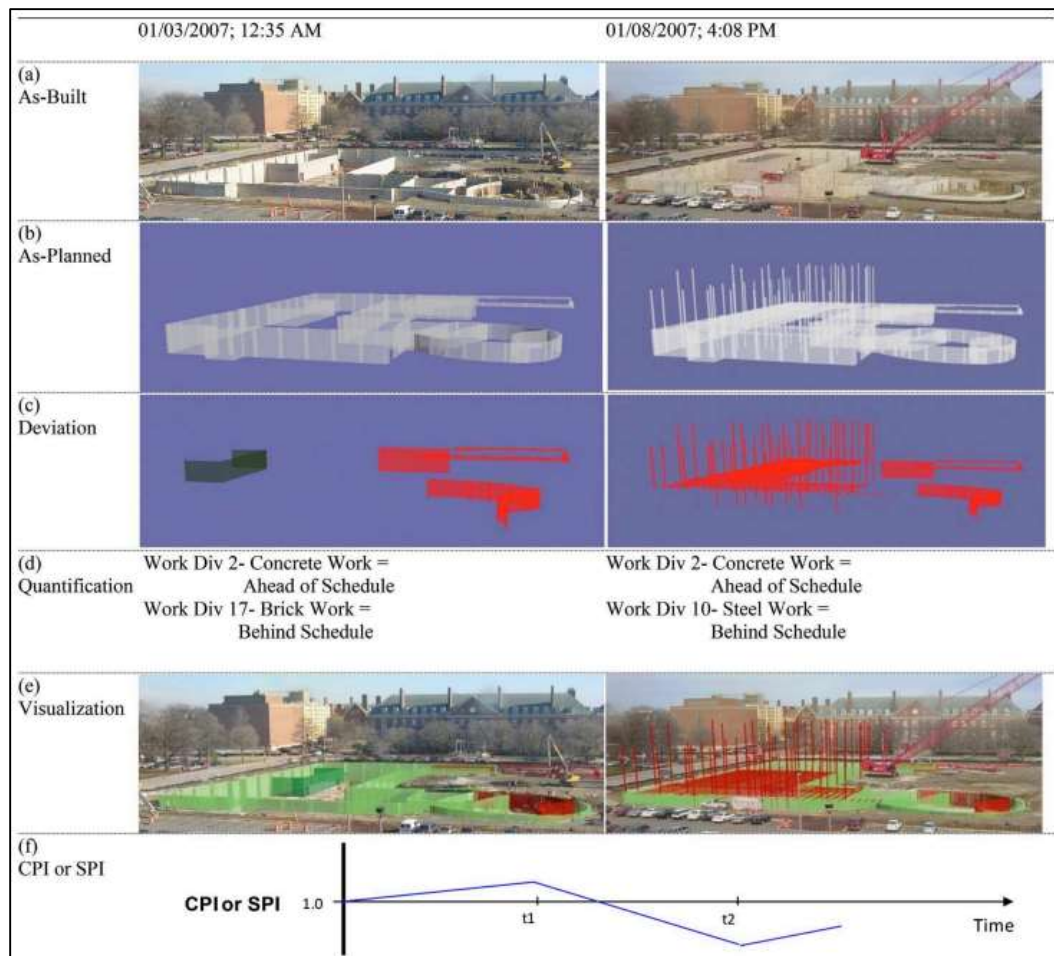 01/03/2007; 12:35 AM
01/08/2007; 4:08 PM
(a)
As-Built
(b)
As-Planned
(c)
Deviation
(d)
Quantification
Work Div 2- Concrete Work =
Ahead of Schedule
Work Div 17- Brick Work =
Behind Schedule
Work Div 2- Concrete Work =
Ahead of Schedule
Work Div 10- Steel Work =
Behind Schedule
(e)
Visualization
(f)
CPI or SPI
CPI or SPI
1.0
t1
t2
Time